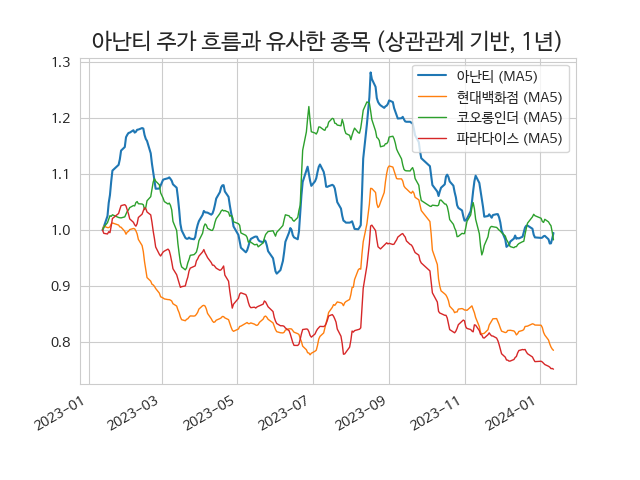 아난티 주가 흐름과 유사한 종목 (상관관계 기반, 1년)
1.3
1.2
1.1
1.0
0.9
0.8
아난티 (MA5)
현대백화점 (MA5)
코오롱인더 (MA5)
파라다이스 (MA5)
2023-01
2023-03
2023-05
2023-07
2023-09
2023-11
2024-01